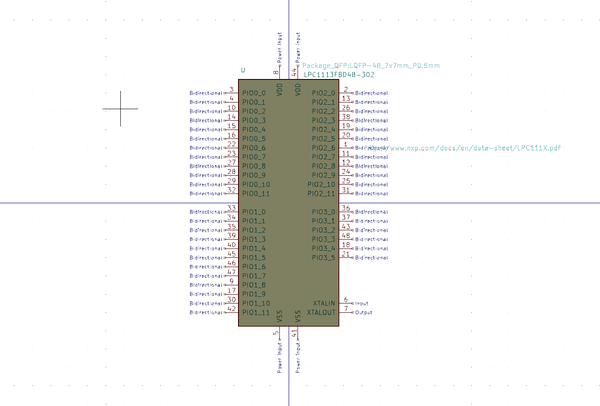 Power Input Power Input
8 44
U Package_QFP:LQFP-48_7x7mm_P0.5mm
LPC1113FBD48-302
VDD VDD
Bidirectional 3 PIO0_0 PIO2_0 2 Bidirectional
Bidirectional 4 PIO0_1 PIO2_1 13 Bidirectional
Bidirectional 10 PIO0_2 PIO2_2 26 Bidirectional
Bidirectional 14 PIO0_3 PIO2_3 38 Bidirectional
Bidirectional 15 PIO0_4 PIO2_4 19 Bidirectional
Bidirectional 16 PIO0_5 PIO2_5 20 Bidirectional
Bidirectional 22 PIO0_6 PIO2_6 1 www.nxp.com/docs/en/data-sheet/LPC111X.pdf
Bidirectional 23 PIO0_7 PIO2_7 11 Bidirectional
Bidirectional 27 PIO0_8 PIO2_8 12 Bidirectional
Bidirectional 28 PIO0_9 PIO2_9 24 Bidirectional
Bidirectional 29 PIO0_10 PIO2_10 25 Bidirectional
Bidirectional 32 PIO0_11 PIO2_11 31 Bidirectional
Bidirectional 33 PIO1_0 PIO3_0 36 Bidirectional
Bidirectional 34 PIO1_1 PIO3_1 37 Bidirectional
Bidirectional 35 PIO1_2 PIO3_2 43 Bidirectional
Bidirectional 39 PIO1_3 PIO3_3 48 Bidirectional
Bidirectional 40 PIO1_4 PIO3_4 18 Bidirectional
Bidirectional 45 PIO1_5 PIO3_5 21 Bidirectional
Bidirectional 46 PIO1_6
Bidirectional 47 PIO1_7
Bidirectional 9 PIO1_8
Bidirectional 17 PIO1_9
Bidirectional 30 PIO1_10 XTALIN 6 Input
Bidirectional 42 PIO1_11 XTALOUT 7 Output
VSS VSS
5 41
Power Input Power Input